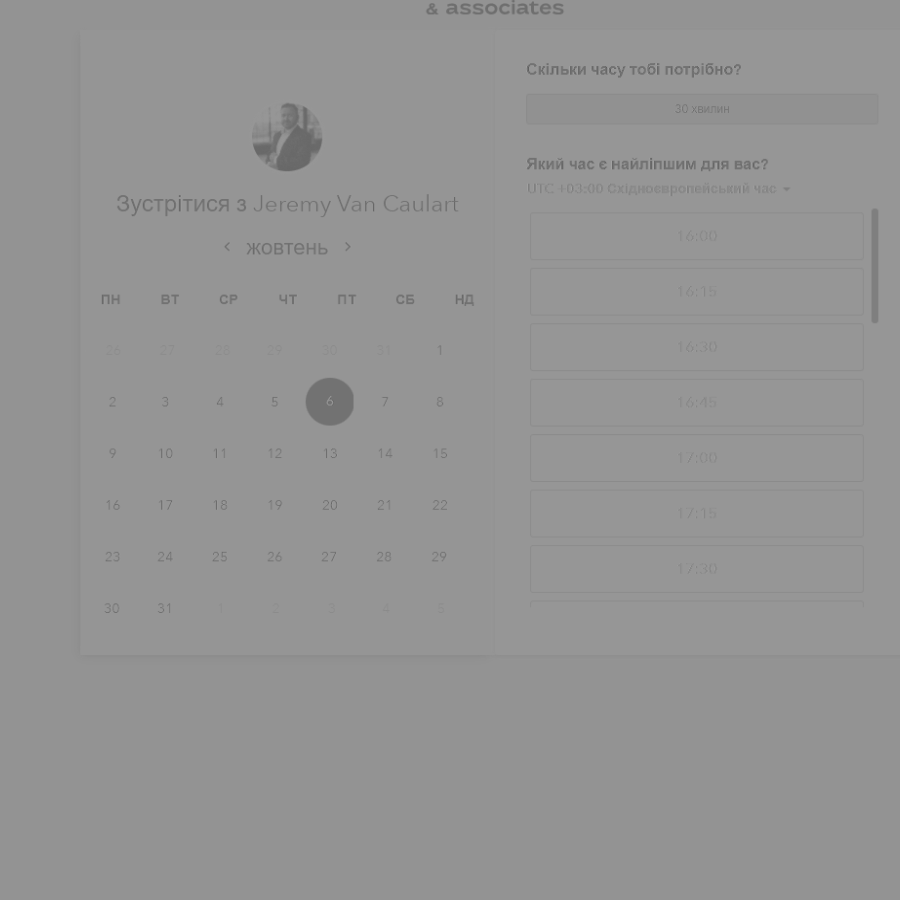 & associates
Зустрітися з Jeremy Van Caulart
жовтень
ПН ВТ СР ЧТ ПТ СБ НД
26 27 28 29 30 31 1
2 3 4 5 6 7 8
9 10 11 12 13 14 15
16 17 18 19 20 21 22
23 24 25 26 27 28 29
30 31 1 2 3 4 5
Скільки часу тобі потрібно?
30 хвилин
Який час є найліпшим для вас?
UTC +03:00 Східноєвропейський час
16:00
16:15
16:30
16:45
17:00
17:15
17:30